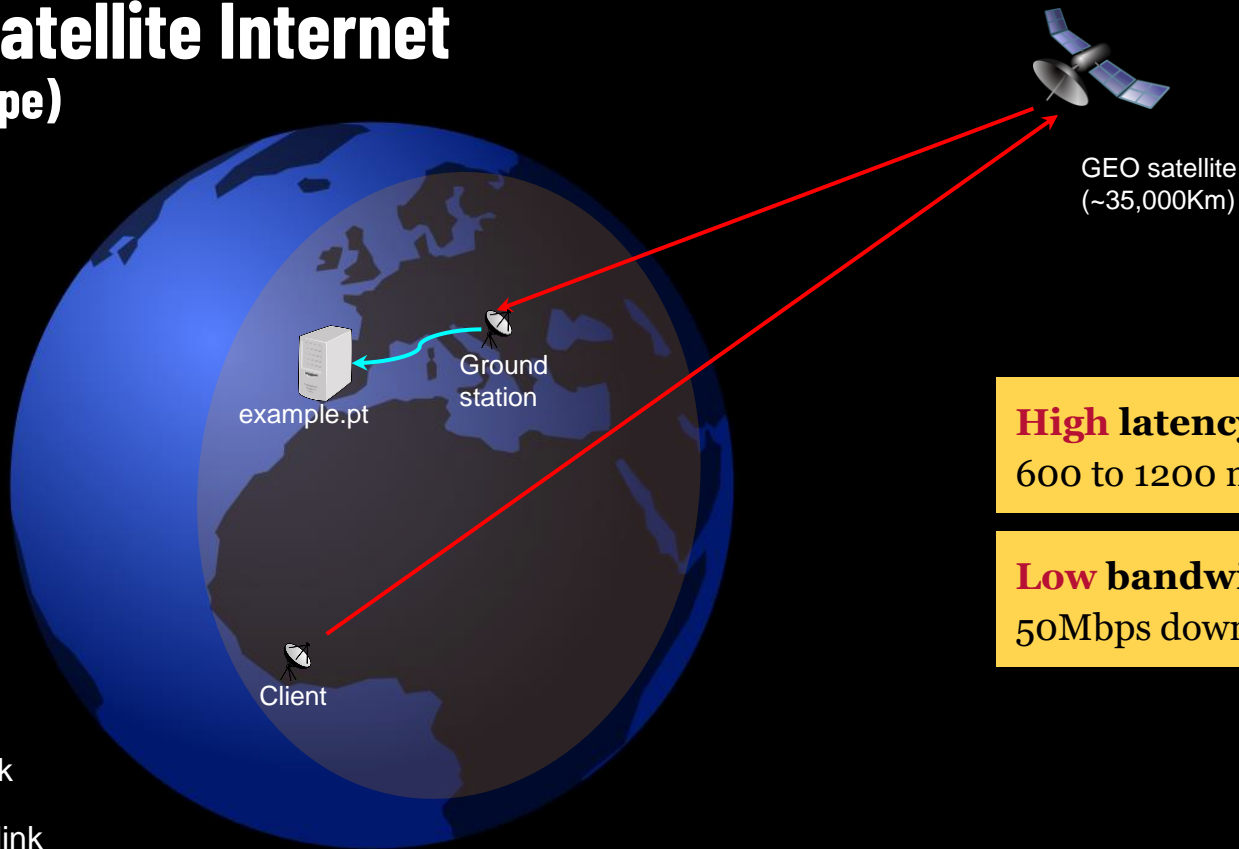 atellite Internet
pe)
GEO satellite
(~35,000Km)
Ground
station
example.pt
High latency
600 to 1200 m
Low bandwi
50Mbps down
Client
k
link